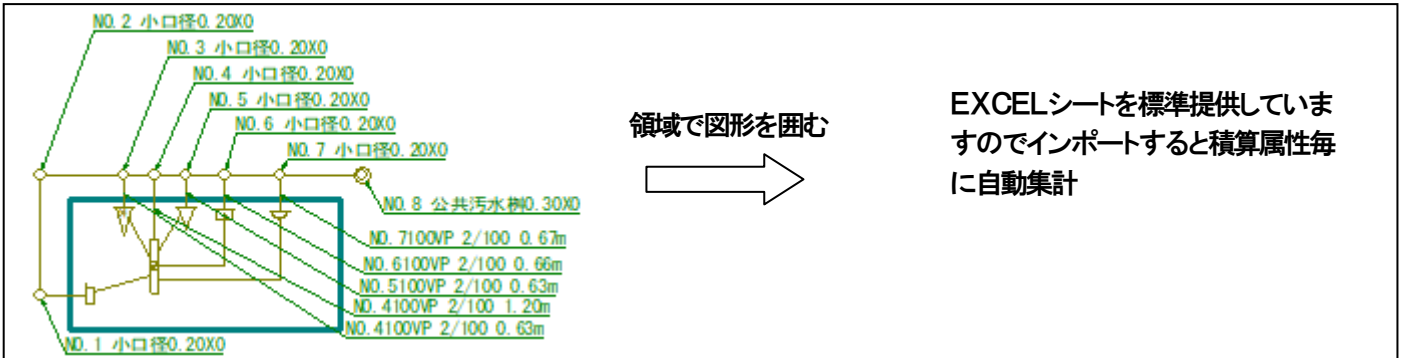 NO.2 小口径0.20X0
NO.3 小口径0.20X0
NO.4 小口径0.20X0
NO.5 小口径0.20X0
NO.6 小口径0.20X0
NO.7 小口径0.20X0
NO.8 公共汚水桝0.30X0
NO.7100VP 2/100 0.67m
NO.6100VP 2/100 0.66m
NO.5100VP 2/100 0.63m
NO.4100VP 2/100 1.20m
NO.4100VP 2/100 0.63m
NO.1 小口径0.20X0
領域で図形を囲む
EXCELシートを標準提供していま
すのでインポートすると積算属性毎
に自動集計